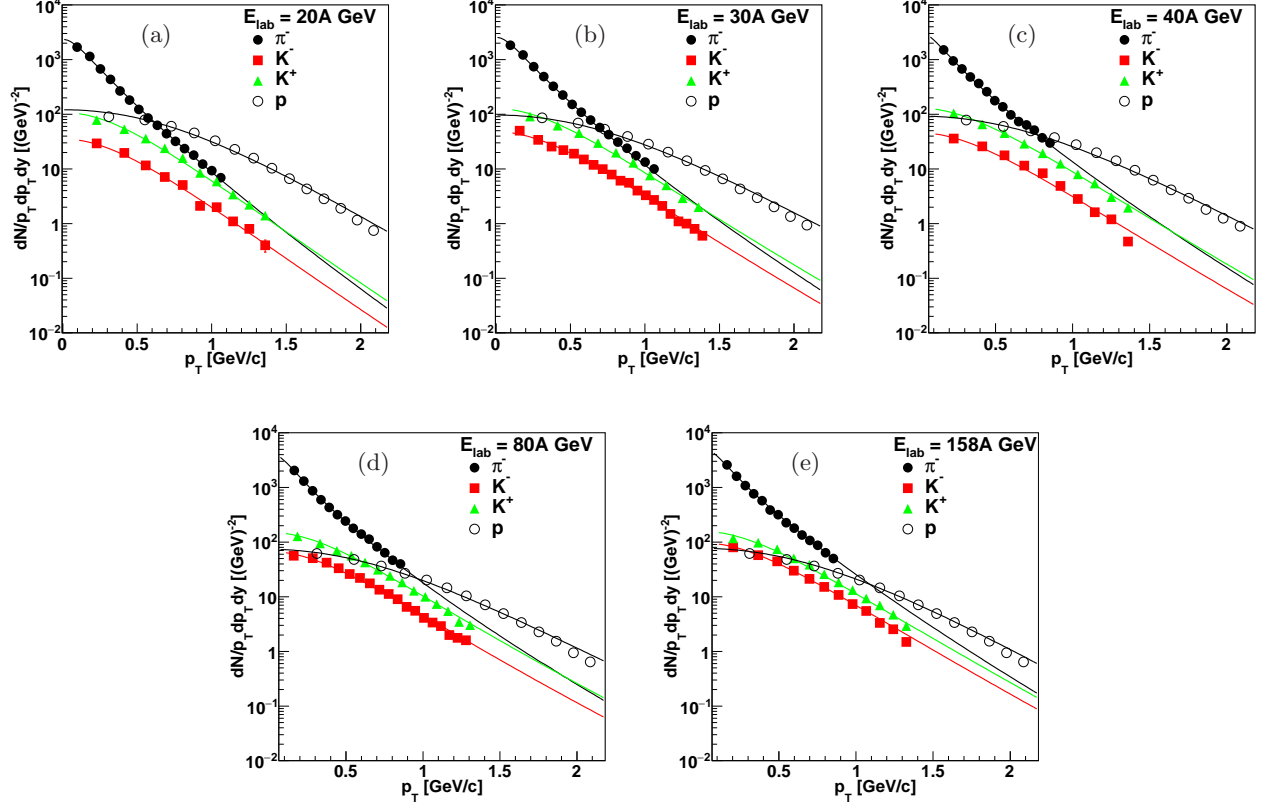 E_lab = 20A GeV
(a)
π⁻
K⁻
K⁺
p
10⁴
10³
10²
10
1
10⁻¹
10⁻²
dN/p_T dp_T dy [(GeV)⁻²]
0 0.5 1 1.5 2
p_T [GeV/c]
E_lab = 30A GeV
(b)
π⁻
K⁻
K⁺
p
10⁴
10³
10²
10
1
10⁻¹
10⁻²
dN/p_T dp_T dy [(GeV)⁻²]
0 0.5 1 1.5 2
p_T [GeV/c]
E_lab = 40A GeV
(c)
π⁻
K⁻
K⁺
p
10⁴
10³
10²
10
1
10⁻¹
10⁻²
dN/p_T dp_T dy [(GeV)⁻²]
0.5 1 1.5 2
p_T [GeV/c]
E_lab = 80A GeV
(d)
π⁻
K⁻
K⁺
p
10⁴
10³
10²
10
1
10⁻¹
10⁻²
dN/p_T dp_T dy [(GeV)⁻²]
0.5 1 1.5 2
p_T [GeV/c]
E_lab = 158A GeV
(e)
π⁻
K⁻
K⁺
p
10⁴
10³
10²
10
1
10⁻¹
10⁻²
dN/p_T dp_T dy [(GeV)⁻²]
0.5 1 1.5 2
p_T [GeV/c]